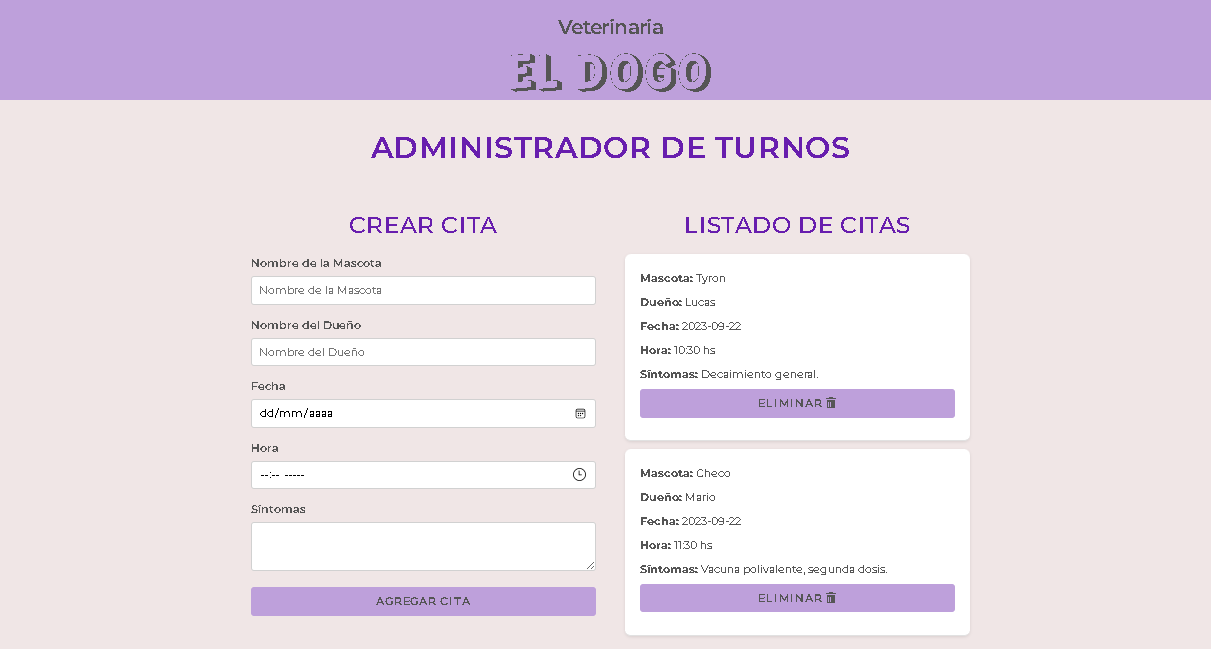 Veterinaria
EL DOGO
ADMINISTRADOR DE TURNOS
CREAR CITA
Nombre de la Mascota
Nombre de la Mascota
Nombre del Dueño
Nombre del Dueño
Fecha
dd/mm/aaaa
Hora
--:-- -----
Síntomas
AGREGAR CITA
LISTADO DE CITAS
Mascota: Tyron
Dueño: Lucas
Fecha: 2023-09-22
Hora: 10:30 hs
Síntomas: Decaimiento general.
ELIMINAR
Mascota: Checo
Dueño: Mario
Fecha: 2023-09-22
Hora: 11:30 hs
Síntomas: Vacuna polivalente, segunda dosis.
ELIMINAR